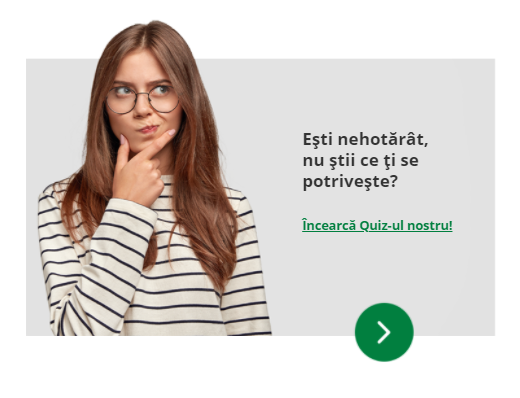 Ești nehotărât,
nu știi ce ți se
potrivește?
Încearcă Quiz-ul nostru!